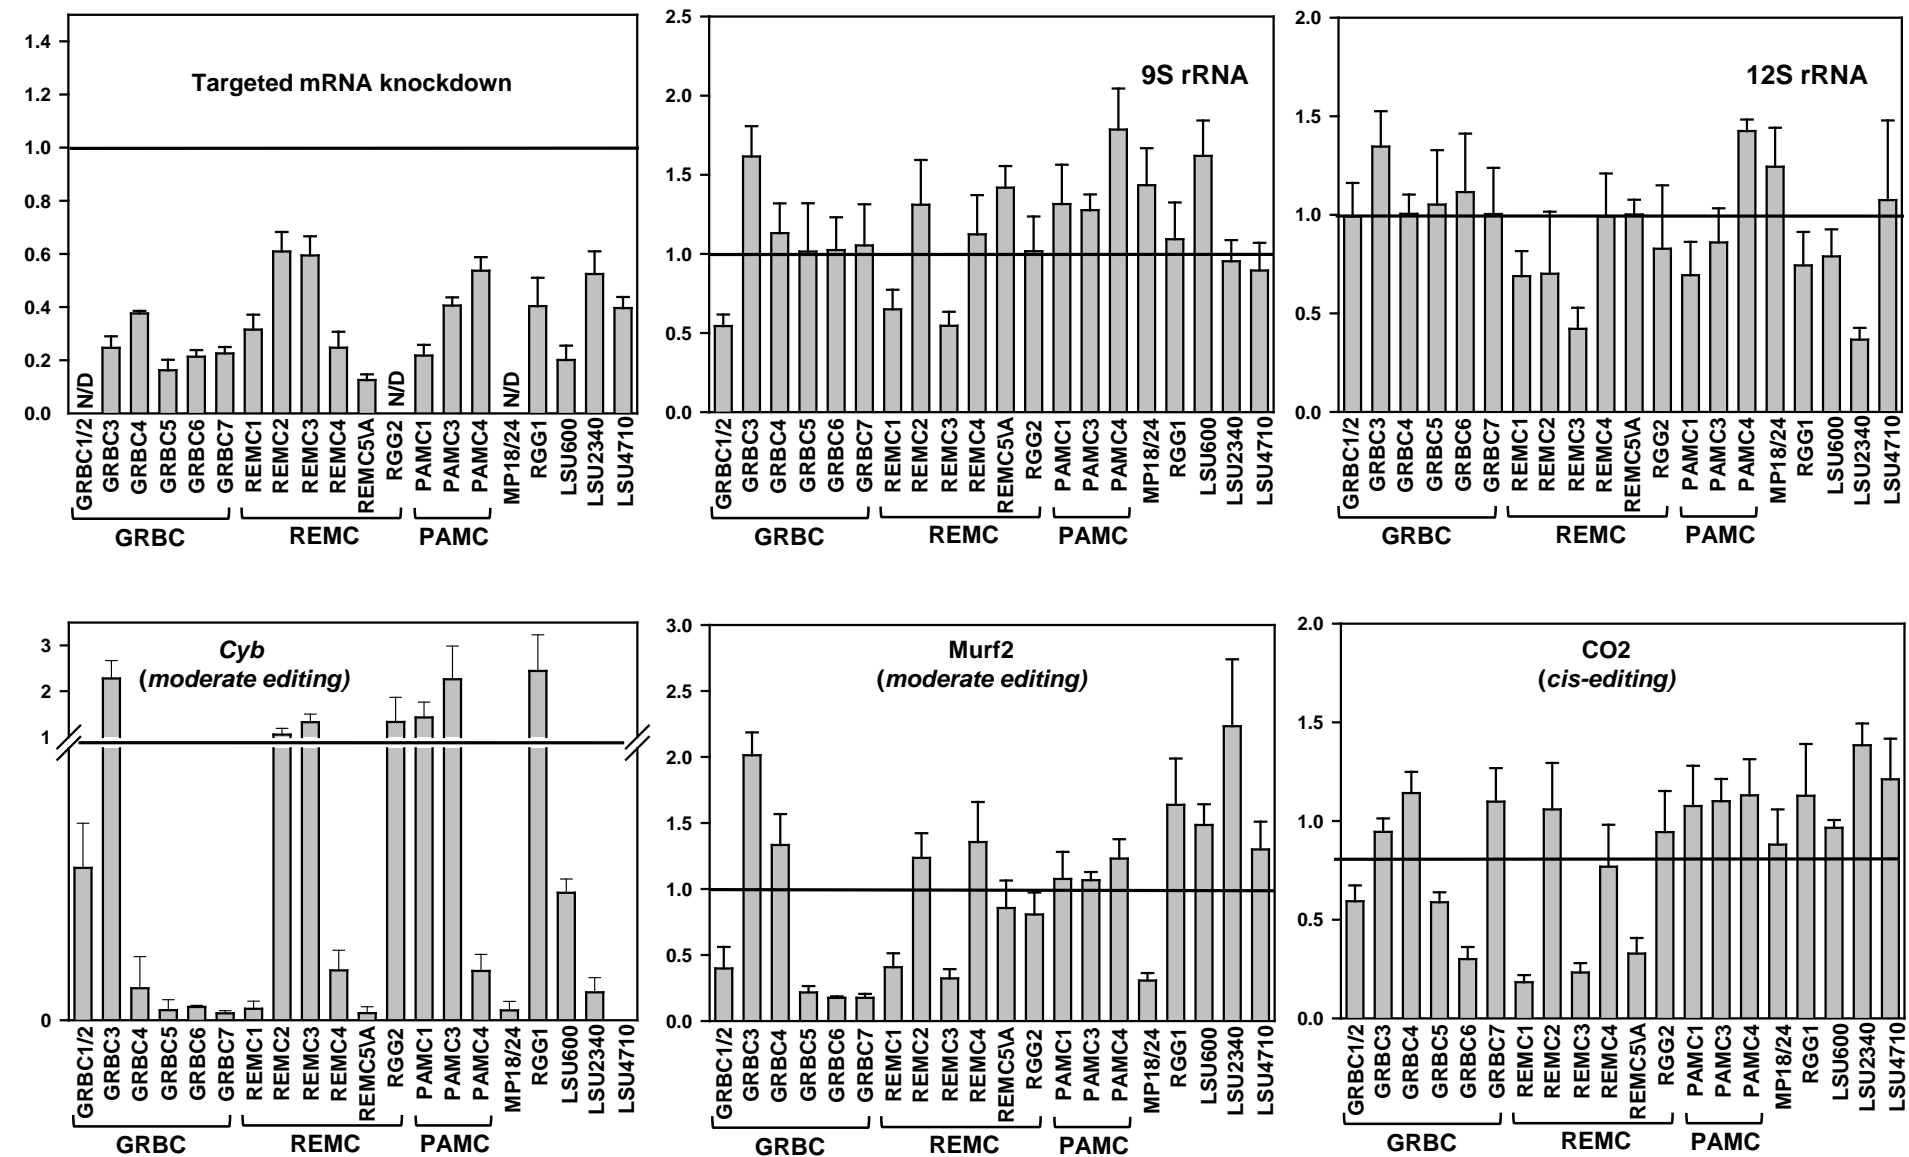 Targeted mRNA knockdown
1.4
1.2
1.0
0.8
0.6
0.4
0.2
0.0
N/D
N/D
N/D
GRBC1/2
GRBC3
GRBC4
GRBC5
GRBC6
GRBC7
REMC1
REMC2
REMC3
REMC4
REMC5\A
RGG2
PAMC1
PAMC3
PAMC4
MP18/24
RGG1
LSU600
LSU2340
LSU4710
GRBC
REMC
PAMC
9S rRNA
2.5
2.0
1.5
1.0
0.5
0.0
GRBC1/2
GRBC3
GRBC4
GRBC5
GRBC6
GRBC7
REMC1
REMC2
REMC3
REMC4
REMC5\A
RGG2
PAMC1
PAMC3
PAMC4
MP18/24
RGG1
LSU600
LSU2340
LSU4710
GRBC
REMC
PAMC
12S rRNA
2.0
1.5
1.0
0.5
0.0
GRBC1/2
GRBC3
GRBC4
GRBC5
GRBC6
GRBC7
REMC1
REMC2
REMC3
REMC4
REMC5\A
RGG2
PAMC1
PAMC3
PAMC4
MP18/24
RGG1
LSU600
LSU2340
LSU4710
GRBC
REMC
PAMC
Cyb
(moderate editing)
3
2
1
0
GRBC1/2
GRBC3
GRBC4
GRBC5
GRBC6
GRBC7
REMC1
REMC2
REMC3
REMC4
REMC5\A
RGG2
PAMC1
PAMC3
PAMC4
MP18/24
RGG1
LSU600
LSU2340
LSU4710
GRBC
REMC
PAMC
Murf2
(moderate editing)
3.0
2.5
2.0
1.5
1.0
0.5
0.0
GRBC1/2
GRBC3
GRBC4
GRBC5
GRBC6
GRBC7
REMC1
REMC2
REMC3
REMC4
REMC5\A
RGG2
PAMC1
PAMC3
PAMC4
MP18/24
RGG1
LSU600
LSU2340
LSU4710
GRBC
REMC
PAMC
CO2
(cis-editing)
2.0
1.5
1.0
0.5
0.0
GRBC1/2
GRBC3
GRBC4
GRBC5
GRBC6
GRBC7
REMC1
REMC2
REMC3
REMC4
REMC5\A
RGG2
PAMC1
PAMC3
PAMC4
MP18/24
RGG1
LSU600
LSU2340
LSU4710
GRBC
REMC
PAMC